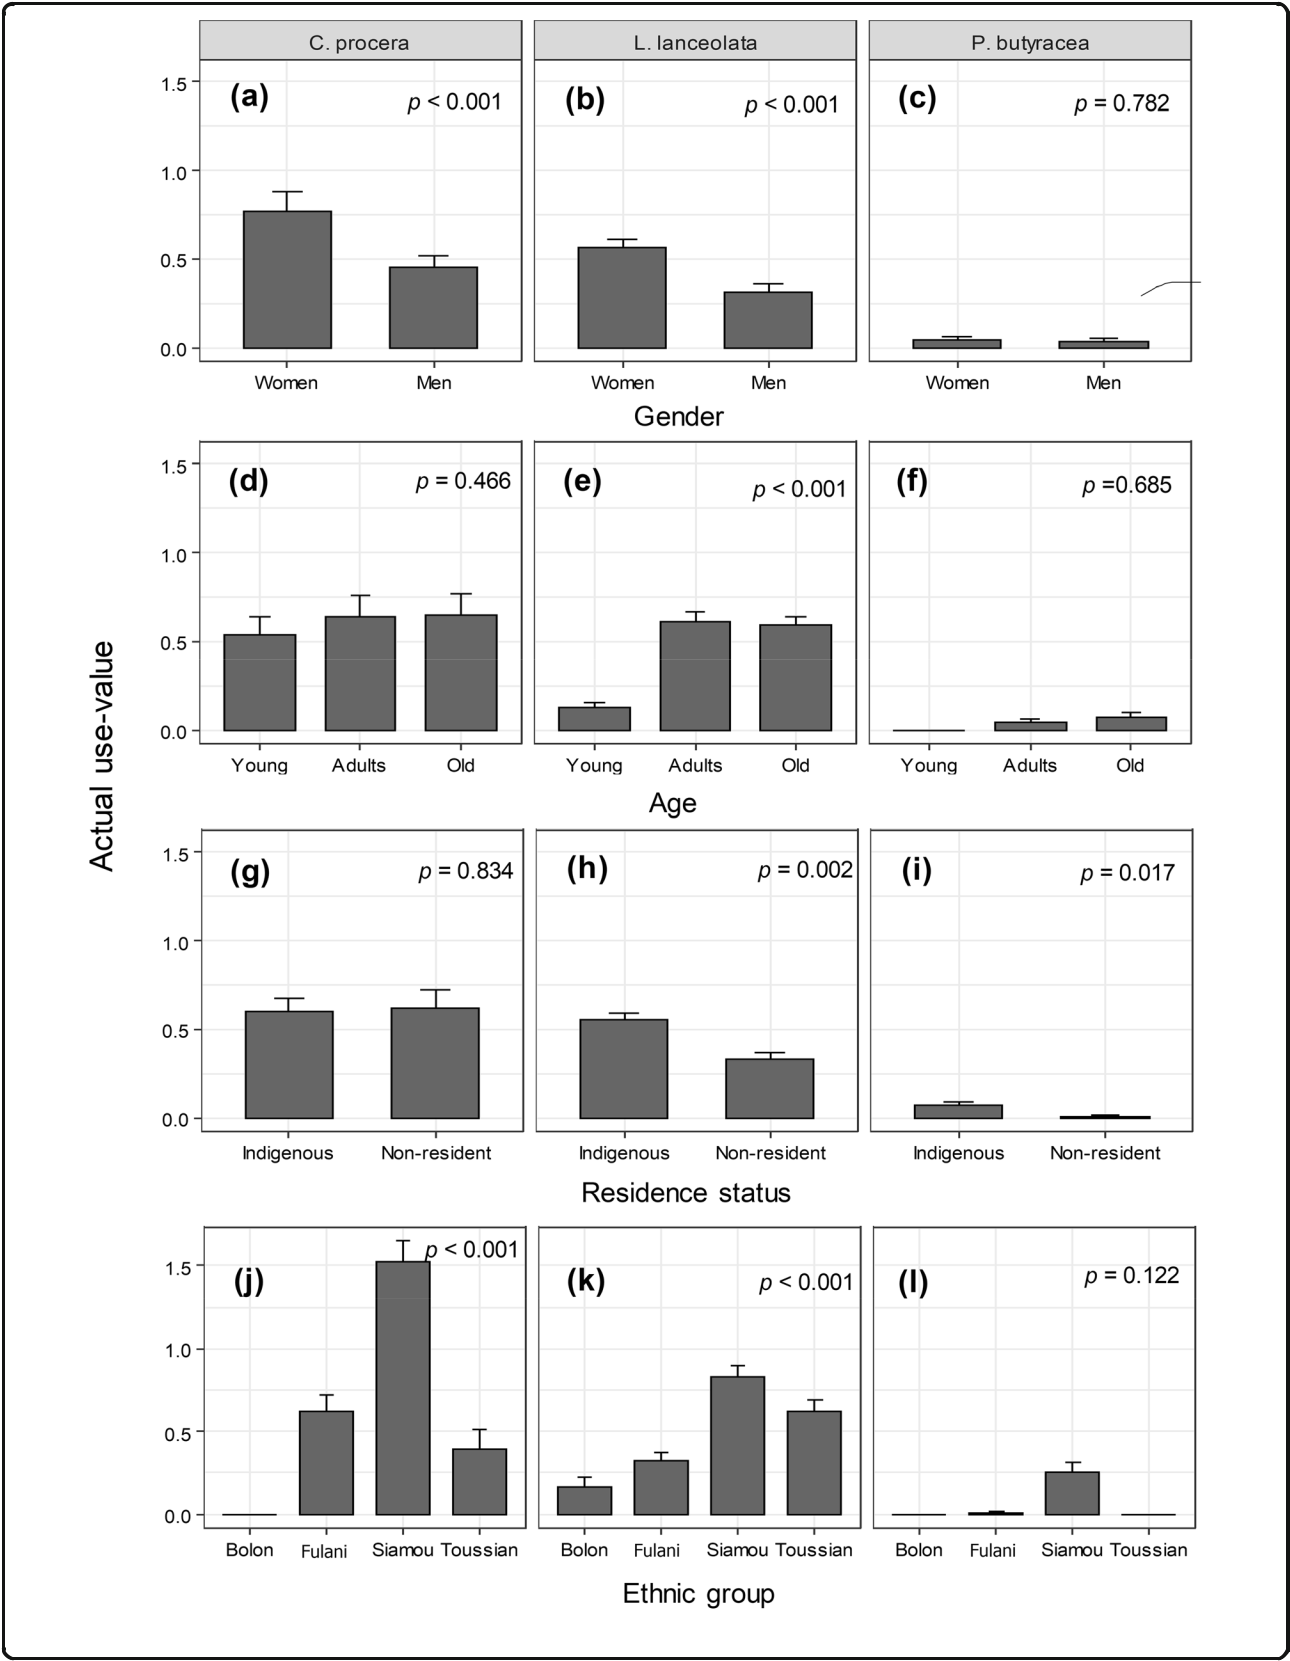 C. procera L. lanceolata P. butyracea
(a) p < 0.001 (b) p < 0.001 (c) p = 0.782
1.5
1.0
0.5
0.0
Women Men Women Men Women Men
Gender
(d) p = 0.466 (e) p < 0.001 (f) p =0.685
1.5
1.0
0.5
0.0
Young Adults Old Young Adults Old Young Adults Old
Age
Actual use-value
(g) p = 0.834 (h) p = 0.002 (i) p = 0.017
1.5
1.0
0.5
0.0
Indigenous Non-resident Indigenous Non-resident Indigenous Non-resident
Residence status
(j) p < 0.001 (k) p < 0.001 (l) p = 0.122
1.5
1.0
0.5
0.0
Bolon Fulani Siamou Toussian Bolon Fulani Siamou Toussian Bolon Fulani Siamou Toussian
Ethnic group